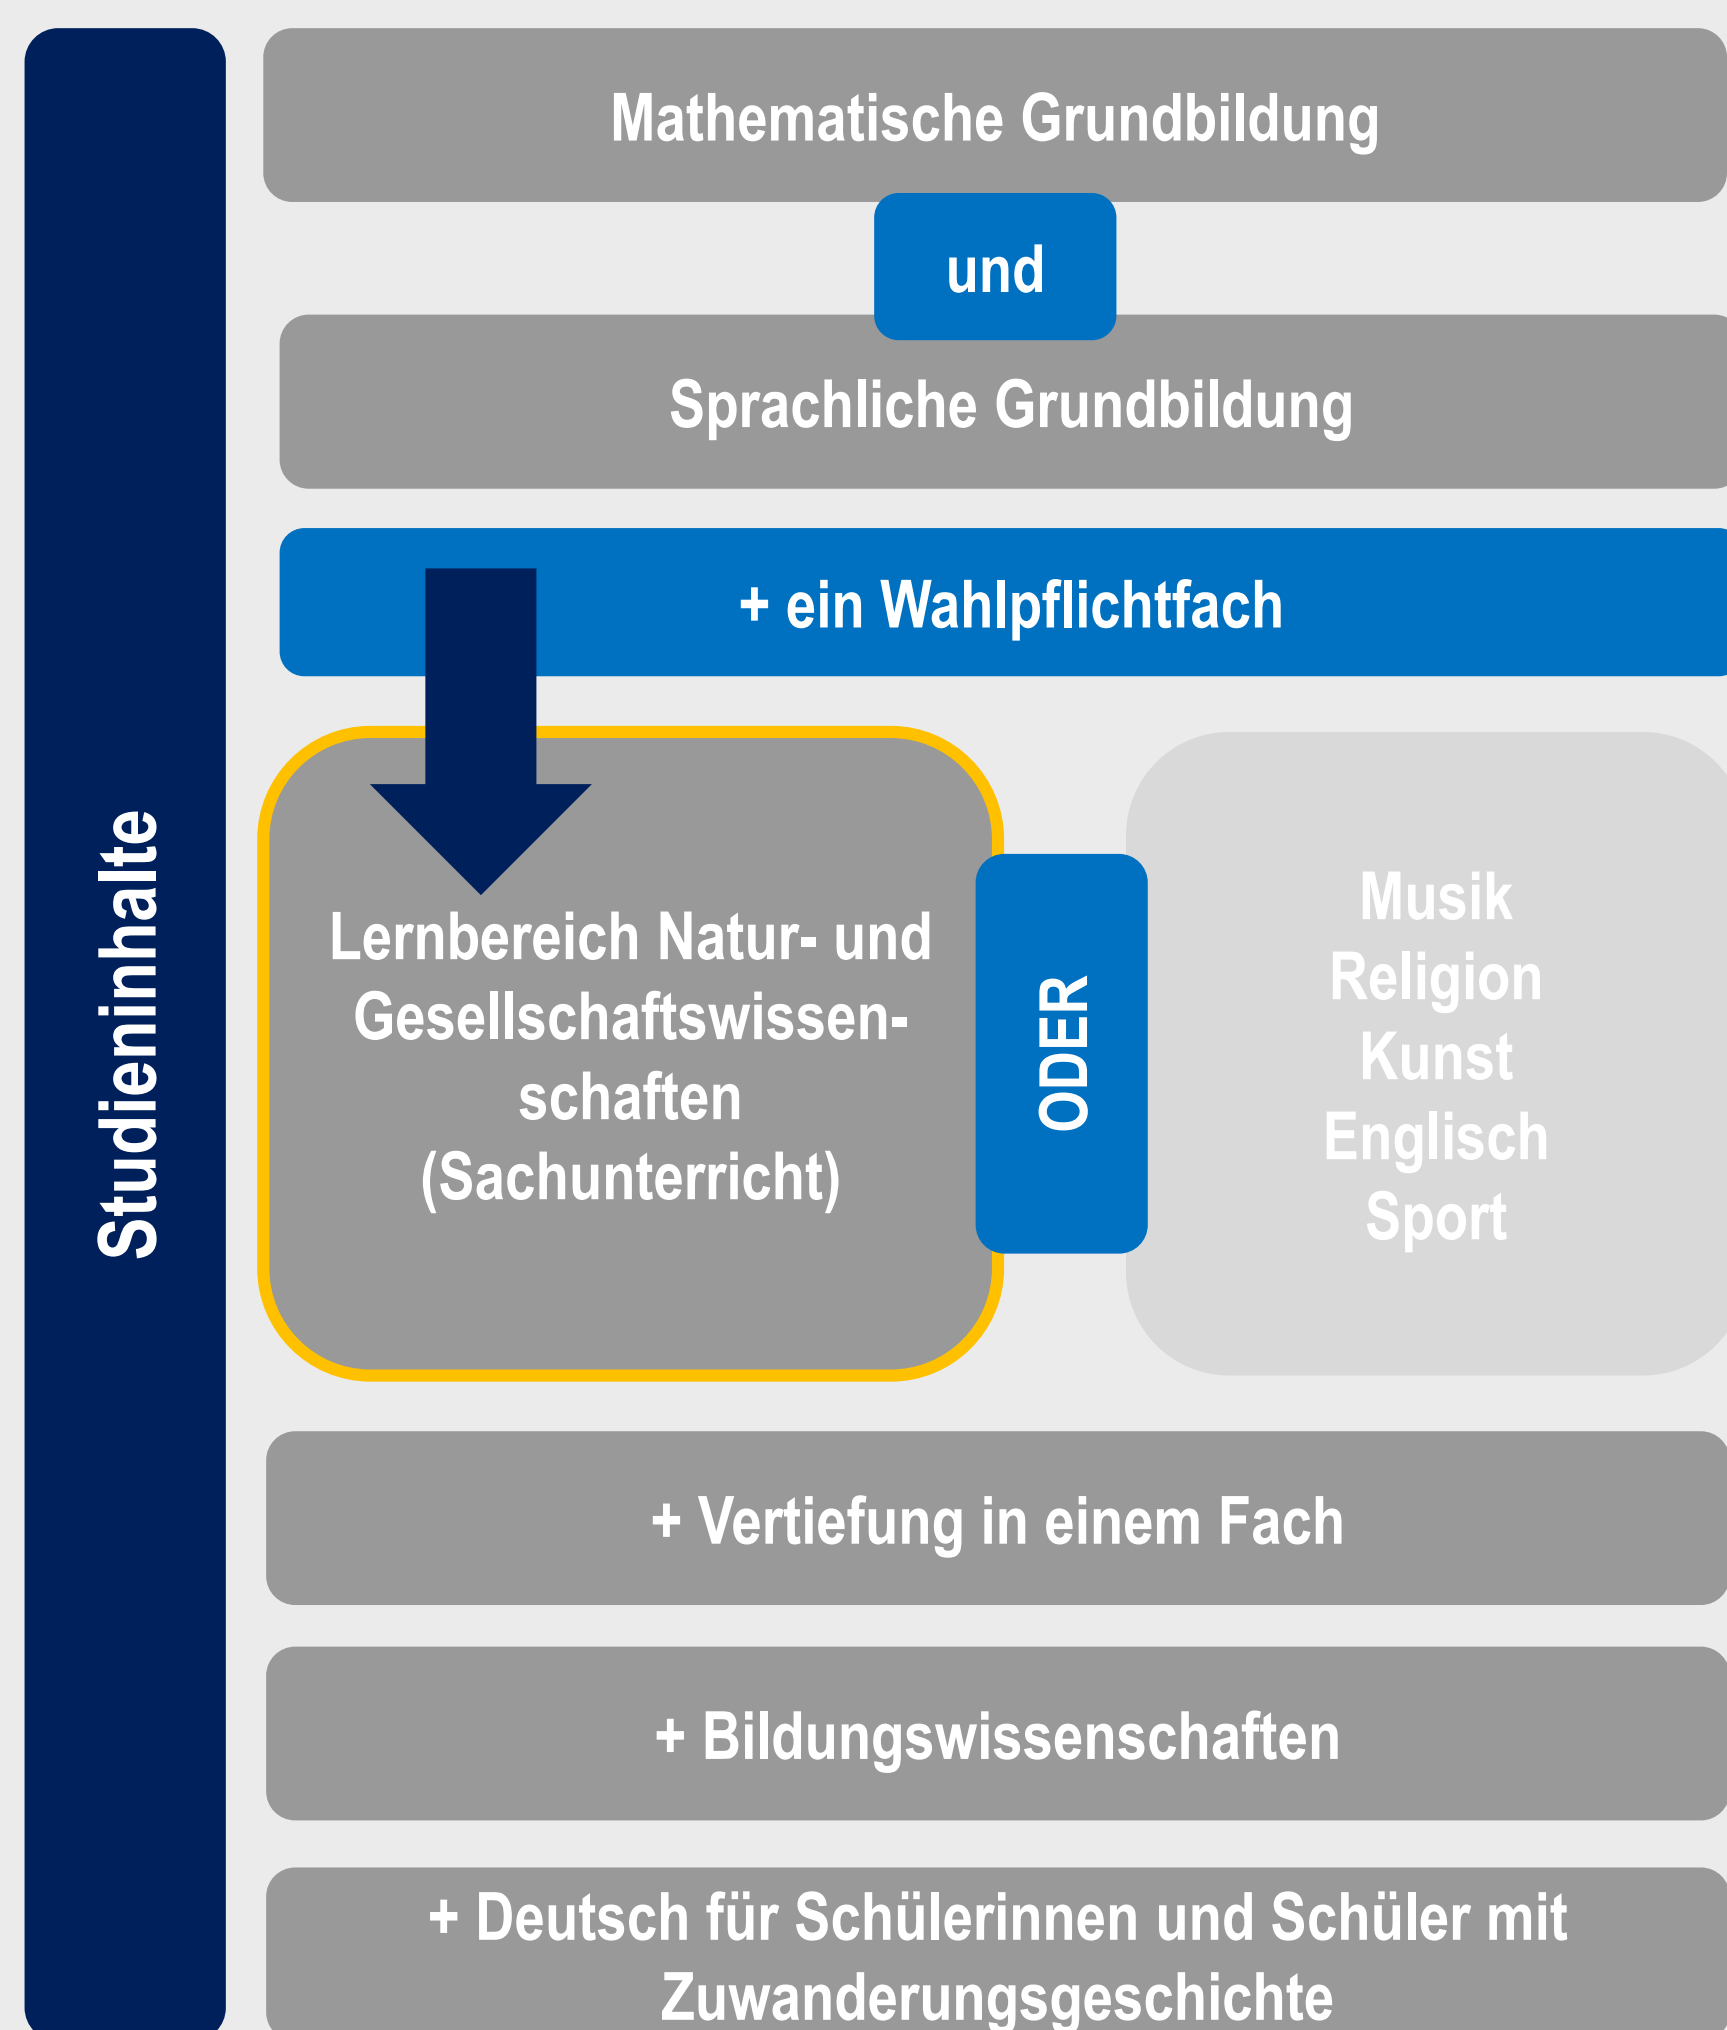 Studieninhalte
Mathematische Grundbildung
und
Sprachliche Grundbildung
+ ein Wahlpflichtfach
Lernbereich Natur- und
Gesellschaftswissen-
schaften
(Sachunterricht)
ODER
Musik
Religion
Kunst
Englisch
Sport
+ Vertiefung in einem Fach
+ Bildungswissenschaften
+ Deutsch für Schülerinnen und Schüler mit
Zuwanderungsgeschichte